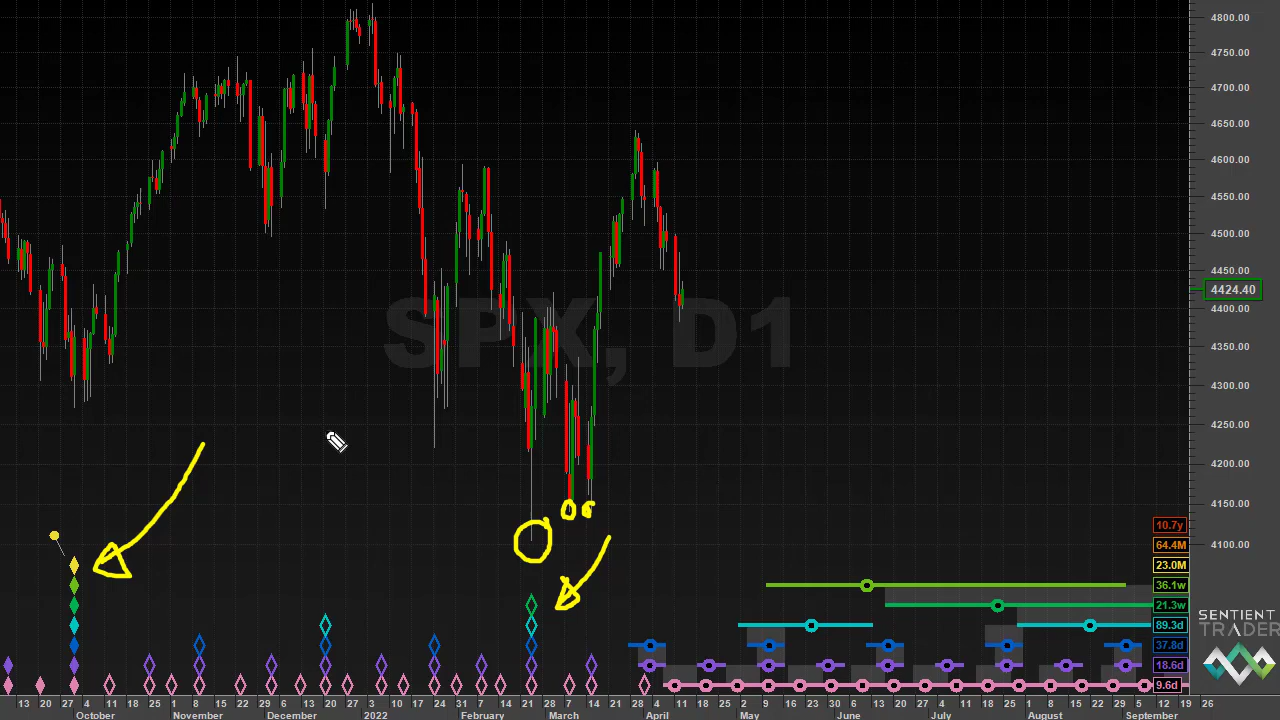 4800.00
4750.00
4700.00
4650.00
4600.00
4550.00
4500.00
4450.00
4424.40
4400.00
SPX, D1
4350.00
4300.00
4250.00
4200.00
4150.00
10.7y
4100.00
64.4M
23.0M
36.1w
21.3w
SENTIENT
TRADER
89.3d
37.8d
18.6d
9.6d
13 20 27 4 11 18 25 1 8 15 22 29 6 13 20 27 3 10 18 24 31 7 14 21 28 7 14 21 28 4 11 18 25 2 9 16 23 30 6 13 20 27 4 11 18 25 1 8 15 22 29 5 12 19 26
October November December 2022 February March April May June July August September